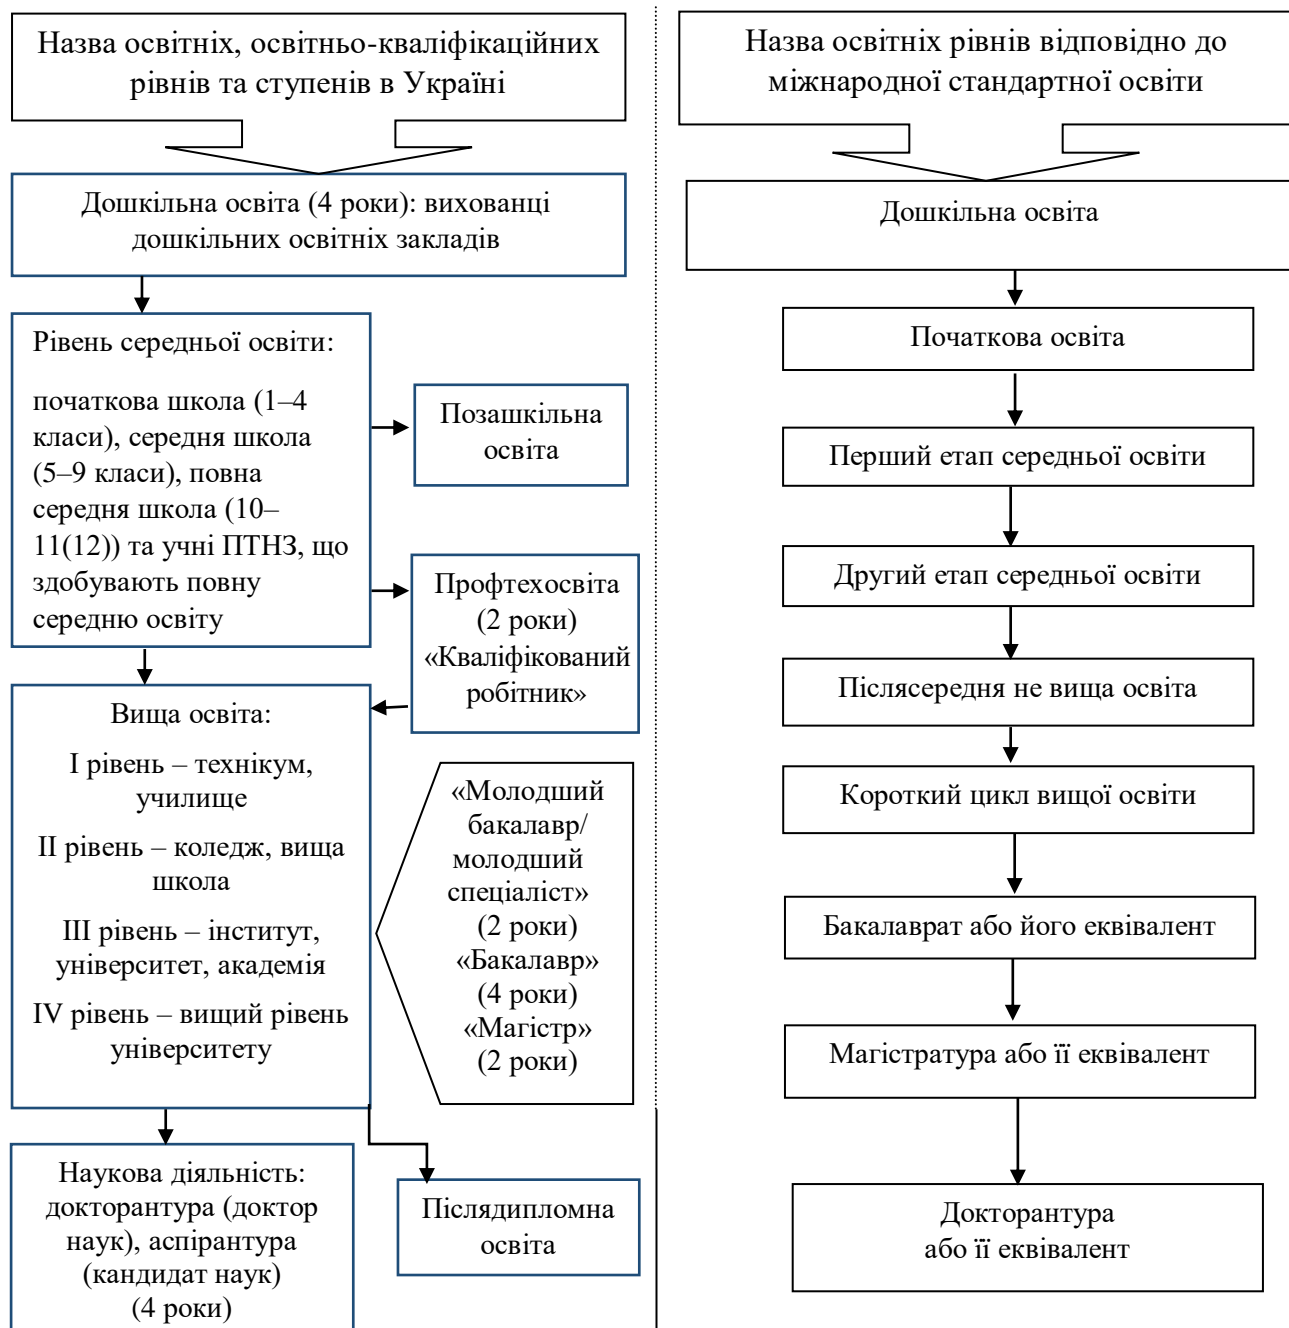 Назва освітніх, освітньо-кваліфікаційних
рівнів та ступенів в Україні
Дошкільна освіта (4 роки): вихованці
дошкільних освітніх закладів
Рівень середньої освіти:
початкова школа (1–4
класи), середня школа
(5–9 класи), повна
середня школа (10–
11(12)) та учні ПТНЗ, що
здобувають повну
середню освіту
Позашкільна
освіта
Профтехосвіта
(2 роки)
«Кваліфікований
робітник»
Вища освіта:
І рівень – технікум,
училище
ІІ рівень – коледж, вища
школа
ІІІ рівень – інститут,
університет, академія
IV рівень – вищий рівень
університету
«Молодший
бакалавр/
молодший
спеціаліст»
(2 роки)
«Бакалавр»
(4 роки)
«Магістр»
(2 роки)
Наукова діяльність:
докторантура (доктор
наук), аспірантура
(кандидат наук)
(4 роки)
Післядипломна
освіта
Назва освітніх рівнів відповідно до
міжнародної стандартної освіти
Дошкільна освіта
Початкова освіта
Перший етап середньої освіти
Другий етап середньої освіти
Післясередня не вища освіта
Короткий цикл вищої освіти
Бакалаврат або його еквівалент
Магістратура або її еквівалент
Докторантура
або її еквівалент